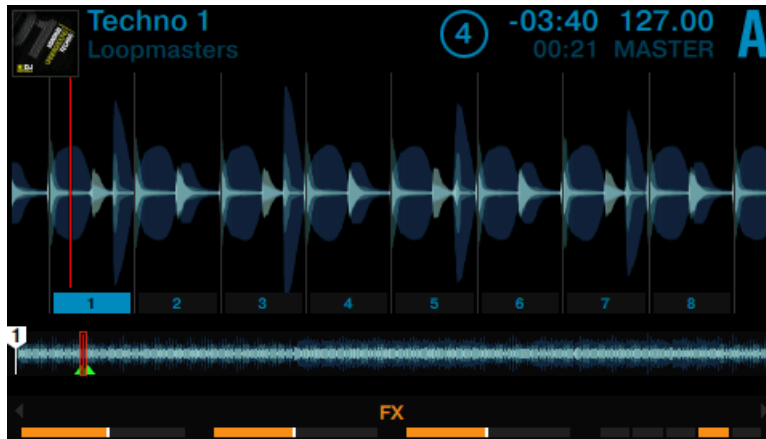 Techno 1
Loopmasters
4
-03:40 127.00
00:21 MASTER
A
1 2 3 4 5 6 7 8
1
FX